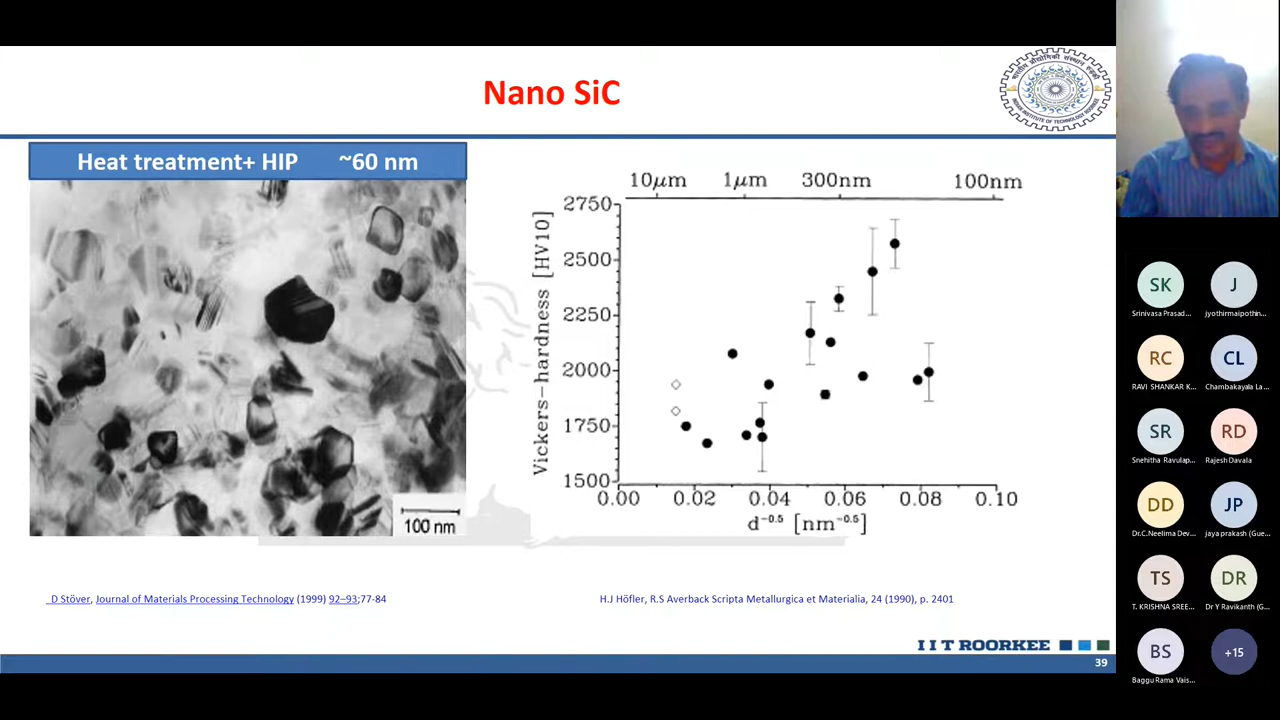 Nano SiC
Heat treatment+ HIP ~60 nm
100 nm
10μm 1μm 300nm 100nm
Vickers-hardness [HV10]
2750
2500
2250
2000
1750
1500
0.00 0.02 0.04 0.06 0.08 0.10
d⁻⁰·⁵ [nm⁻⁰·⁵]
D Stöver, Journal of Materials Processing Technology (1999) 92–93;77-84
H.J Höfler, R.S Averback Scripta Metallurgica et Materialia, 24 (1990), p. 2401
I I T ROORKEE
39
SK J
Srinivasa Prasad... jyothirmaipothin...
RC CL
RAVI SHANKAR K... Chambakayala La...
SR RD
Snehitha Ravulap... Rajesh Davala
DD JP
Dr.C.Neelima Dev... jaya prakash (Gue...
TS DR
T. KRISHNA SREE... Dr Y Ravikanth (G...
BS +15
Baggu Rama Vais...